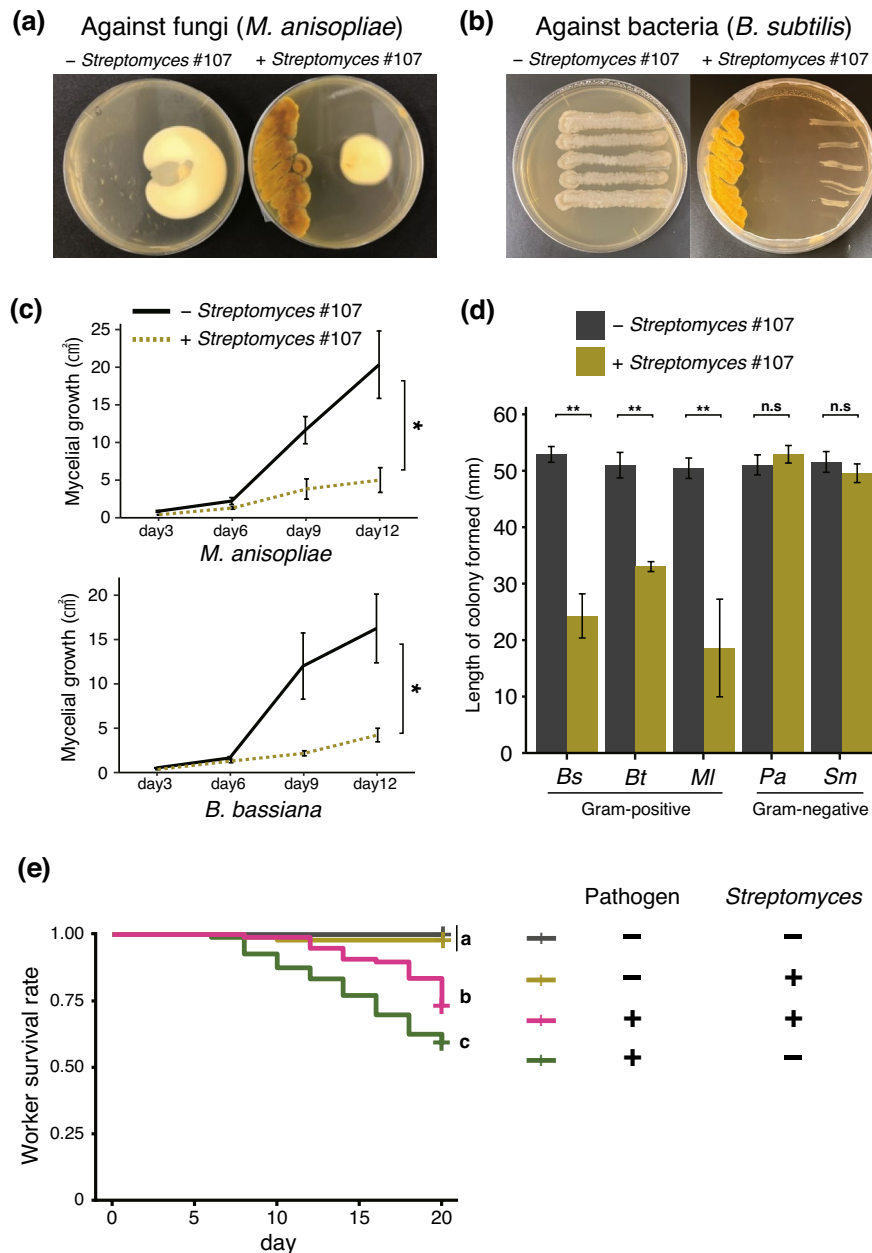 (a) Against fungi (M. anisopliae)
– Streptomyces #107 + Streptomyces #107
(b) Against bacteria (B. subtilis)
– Streptomyces #107 + Streptomyces #107
(c)
– Streptomyces #107
+ Streptomyces #107
Mycelial growth (cm²)
25
20
15
10
5
0
*
day3 day6 day9 day12
M. anisopliae
Mycelial growth (cm²)
20
15
10
5
0
*
day3 day6 day9 day12
B. bassiana
(d)
– Streptomyces #107
+ Streptomyces #107
Length of colony formed (mm)
60
50
40
30
20
10
0
** ** ** n.s n.s
Bs Bt Ml Pa Sm
Gram-positive Gram-negative
(e)
Worker survival rate
1.00
0.75
0.50
0.25
0
a
b
c
0 5 10 15 20
day
Pathogen Streptomyces
– –
– +
+ +
+ –